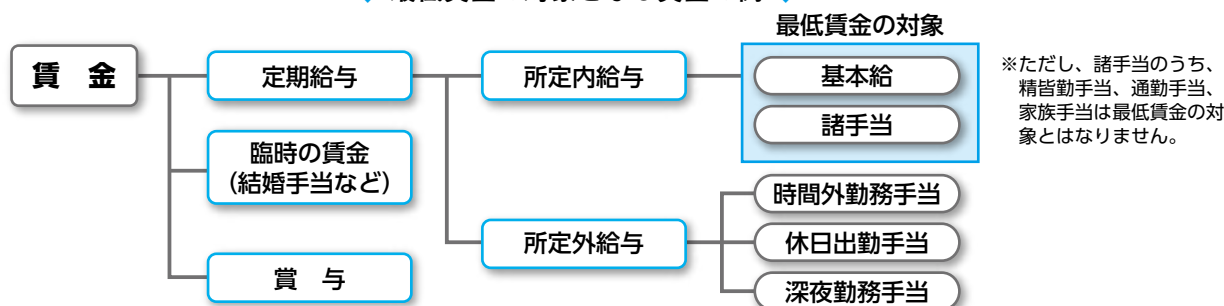 最低賃金の対象
賃　金
定期給与
所定内給与
基本給
諸手当
※ただし、諸手当のうち、
精皆勤手当、通勤手当、
家族手当は最低賃金の対
象とはなりません。
臨時の賃金
(結婚手当など)
所定外給与
時間外勤務手当
休日出勤手当
深夜勤務手当
賞　与